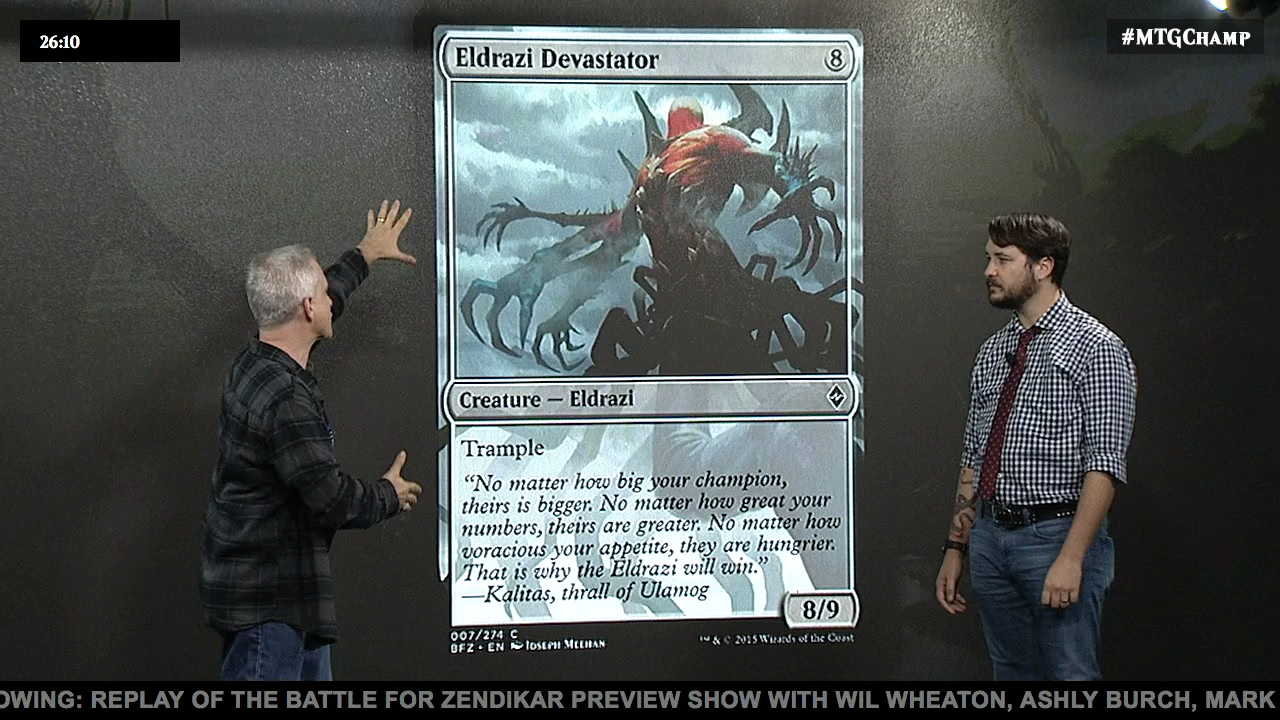 26:10
#MTGChamp
Eldrazi Devastator 8
Creature — Eldrazi
Trample
“No matter how big your champion,
theirs is bigger. No matter how great your
numbers, theirs are greater. No matter how
voracious your appetite, they are hungrier.
That is why the Eldrazi will win.”
—Kalitas, thrall of Ulamog
8/9
007/274 C
BFZ • EN Joseph Meehan
™ & © 2015 Wizards of the Coast
OWING: REPLAY OF THE BATTLE FOR ZENDIKAR PREVIEW SHOW WITH WIL WHEATON, ASHLY BURCH, MARK